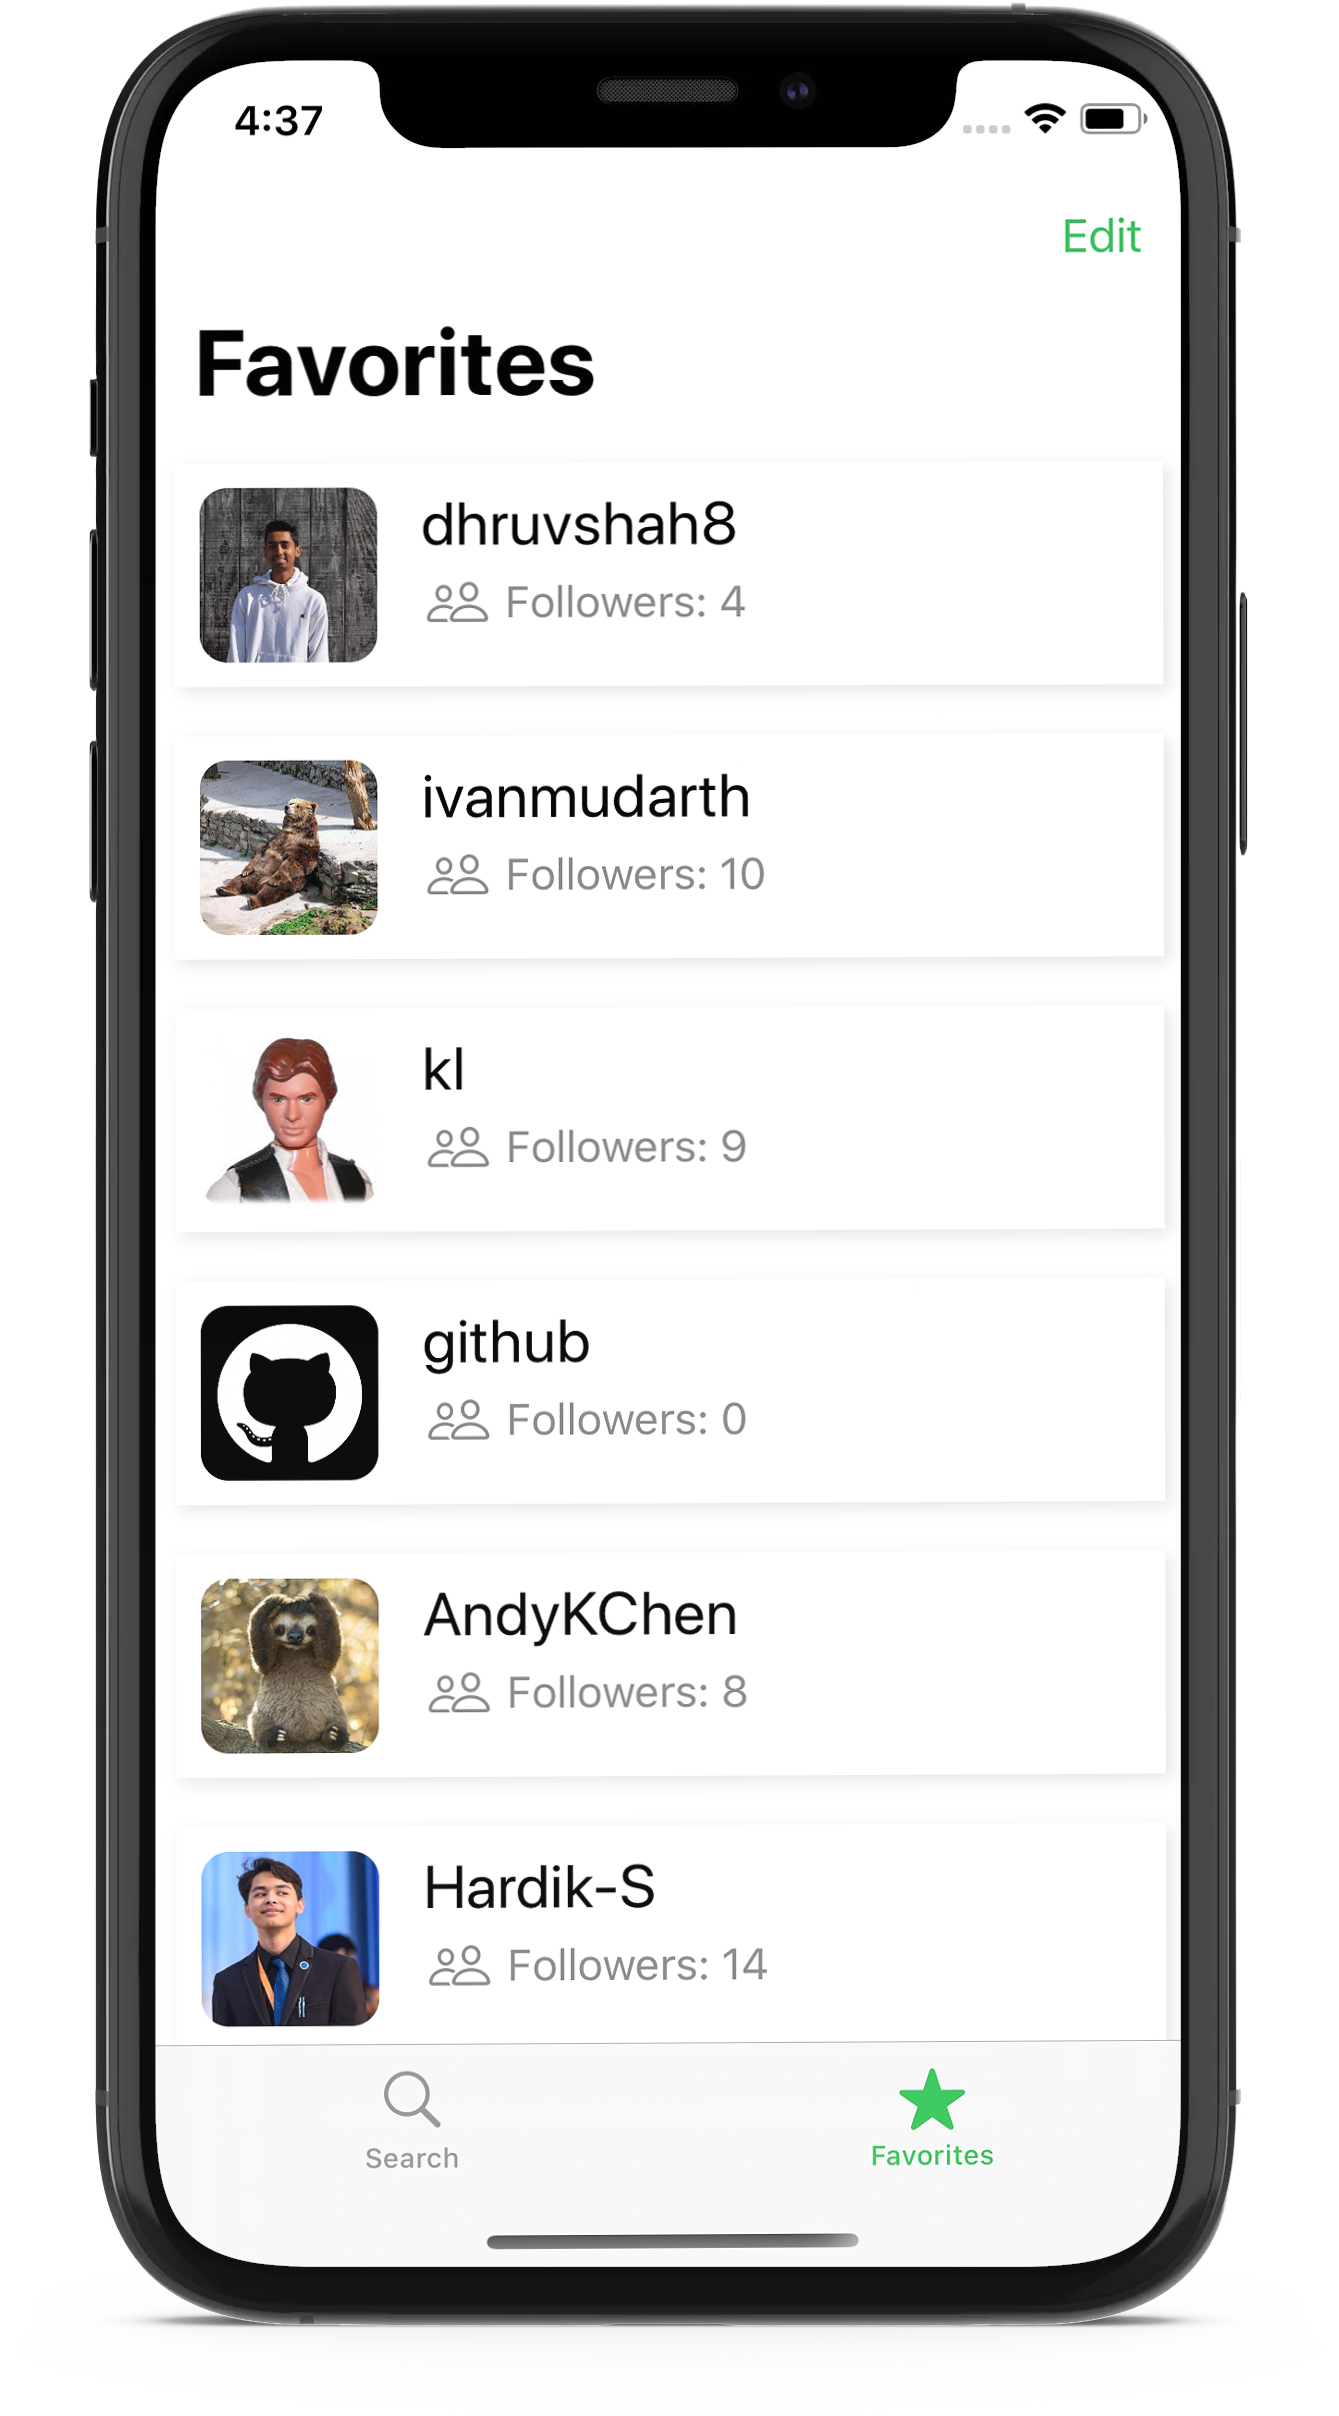 4:37
Edit
Favorites
dhruvshah8
Followers: 4
ivanmudarth
Followers: 10
kl
Followers: 9
github
Followers: 0
AndyKChen
Followers: 8
Hardik-S
Followers: 14
Search
Favorites